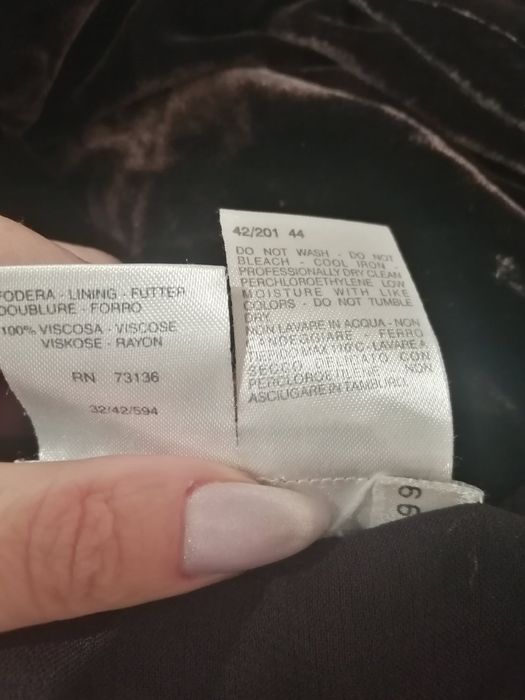 FODERA - LINING - FUTTER
DOUBLURE - FORRO
100% VISCOSA - VISCOSE
VISKOSE - RAYON
RN 73136
32/42/594
42/201 44
DO NOT WASH - DO NOT
BLEACH - COOL IRON -
PROFESSIONALLY DRY CLEAN
PERCHLOROETHYLENE LOW
MOISTURE WITH LIKE
COLORS - DO NOT TUMBLE
DRY
NON LAVARE IN ACQUA - NON
CANDEGGIARE FERRO
TIEPIDO MAX 110°C - LAVARE A
SECCO CON
PERCLOROETILENE NON
ASCIUGARE IN TAMBURO
99